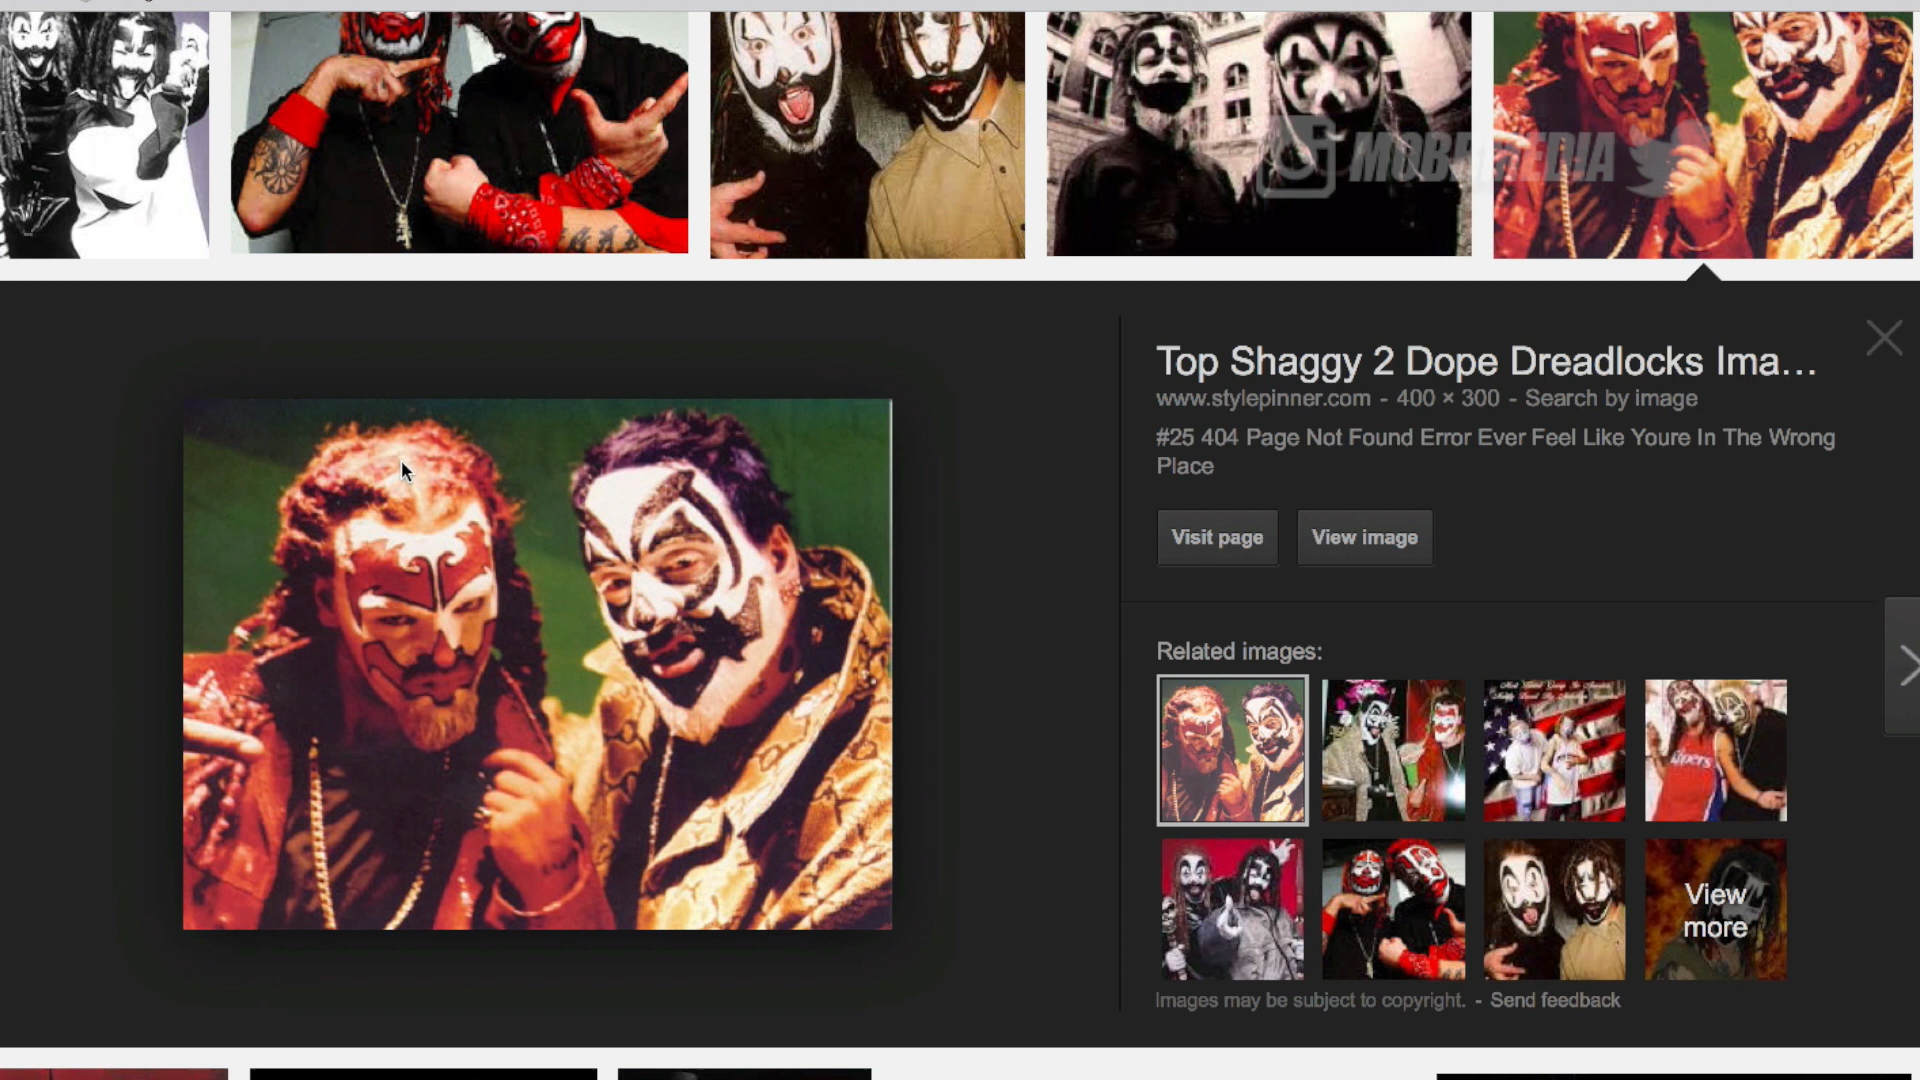 MOBE MEDIA
Top Shaggy 2 Dope Dreadlocks Ima...
www.stylepinner.com - 400 × 300 - Search by image
#25 404 Page Not Found Error Ever Feel Like Youre In The Wrong
Place
Visit page
View image
Related images:
View
more
Images may be subject to copyright. - Send feedback